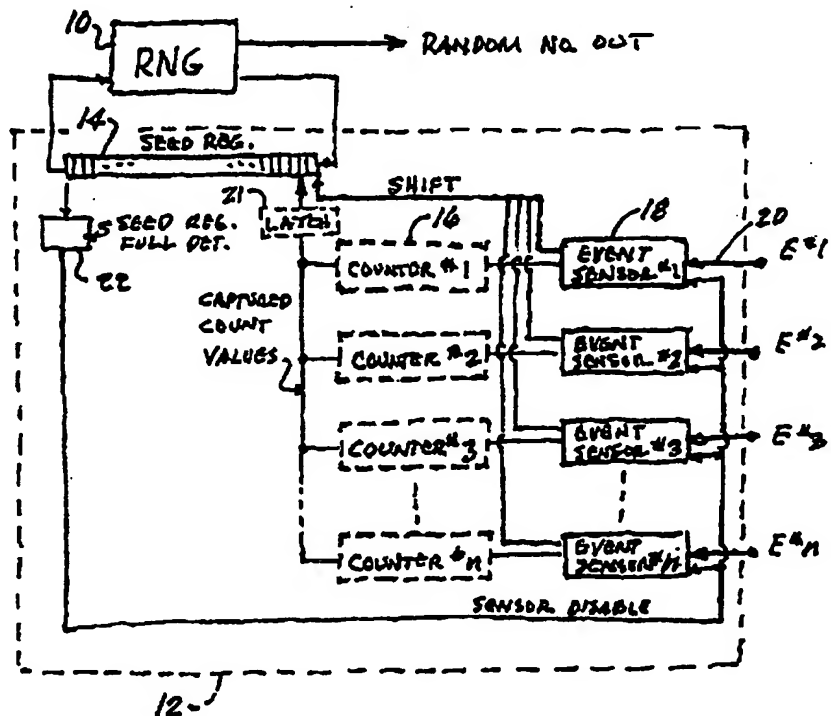 10
RNG
RANDOM NO. OUT
14
SEED REG.
21
LATCH
SHIFT
16
18
20
SEED REG.
FULL DET.
22
COUNTER #1
EVENT
SENSOR #1
E#1
CAPTURED
COUNT
VALUES
COUNTER #2
EVENT
SENSOR #2
E#2
COUNTER #3
EVENT
SENSOR #3
E#3
COUNTER #n
EVENT
SENSOR #n
E#n
SENSOR DISABLE
12